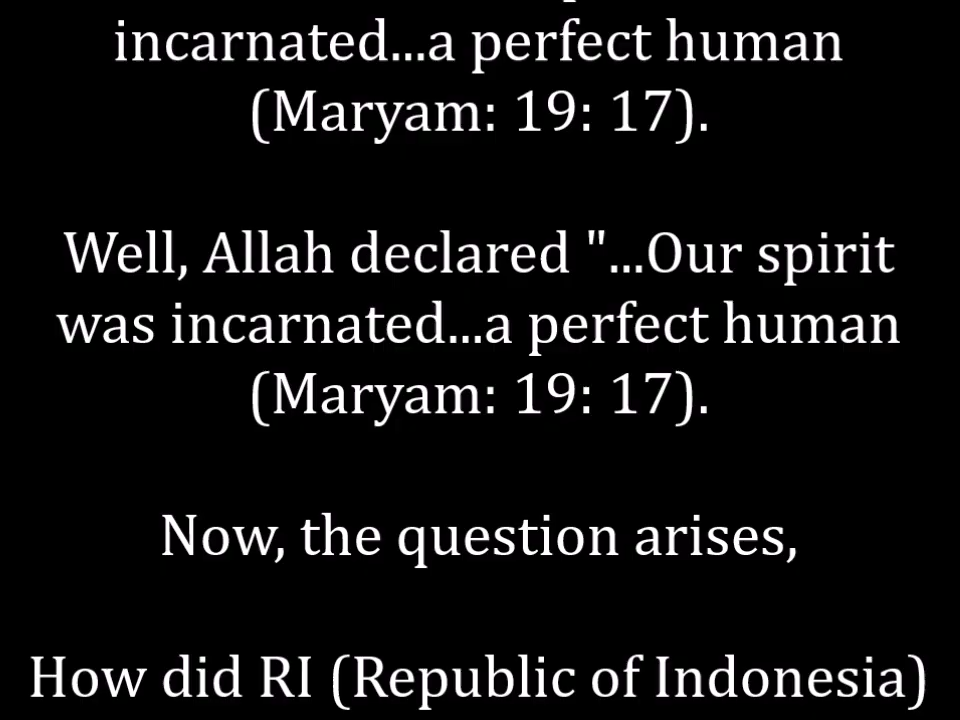 incarnated...a perfect human
(Maryam: 19: 17).
Well, Allah declared "...Our spirit
was incarnated...a perfect human
(Maryam: 19: 17).
Now, the question arises,
How did RI (Republic of Indonesia)